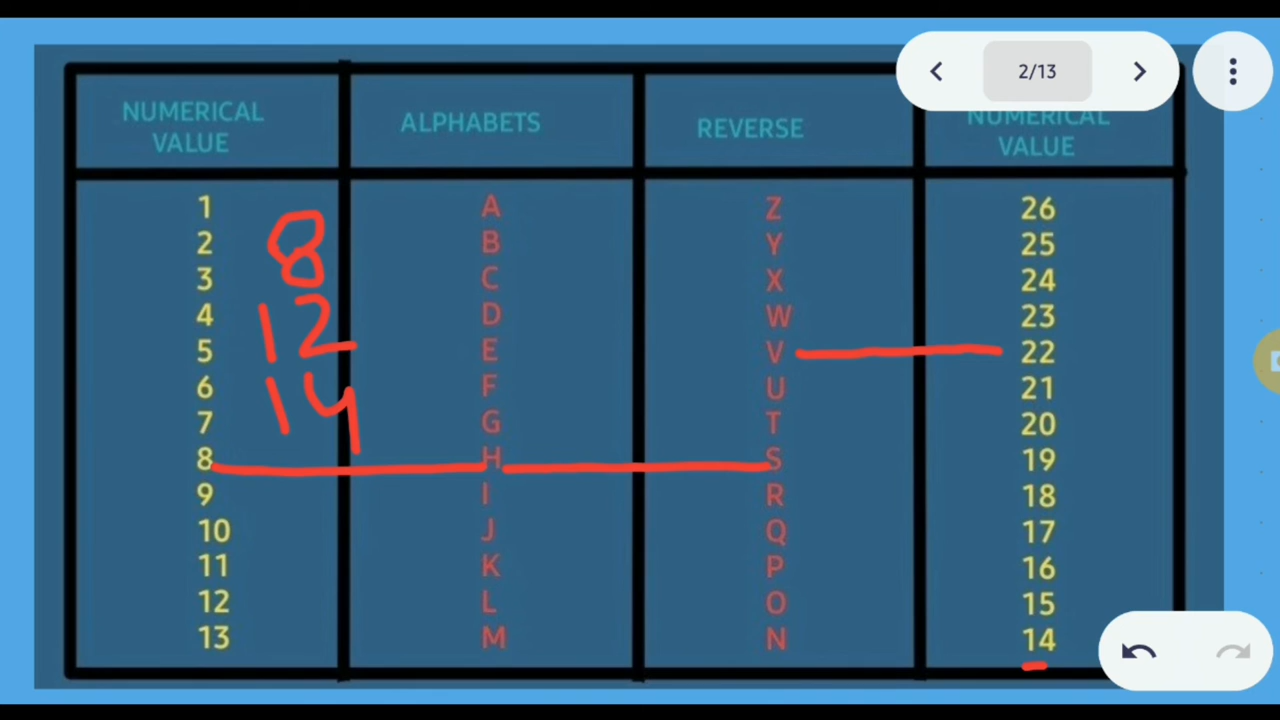 2/13
NUMERICAL VALUE ALPHABETS REVERSE NUMERICAL VALUE
1 A Z 26
2 B Y 25
3 C X 24
4 D W 23
5 E V 22
6 F U 21
7 G T 20
8 H S 19
9 I R 18
10 J Q 17
11 K P 16
12 L O 15
13 M N 14
8
12
14